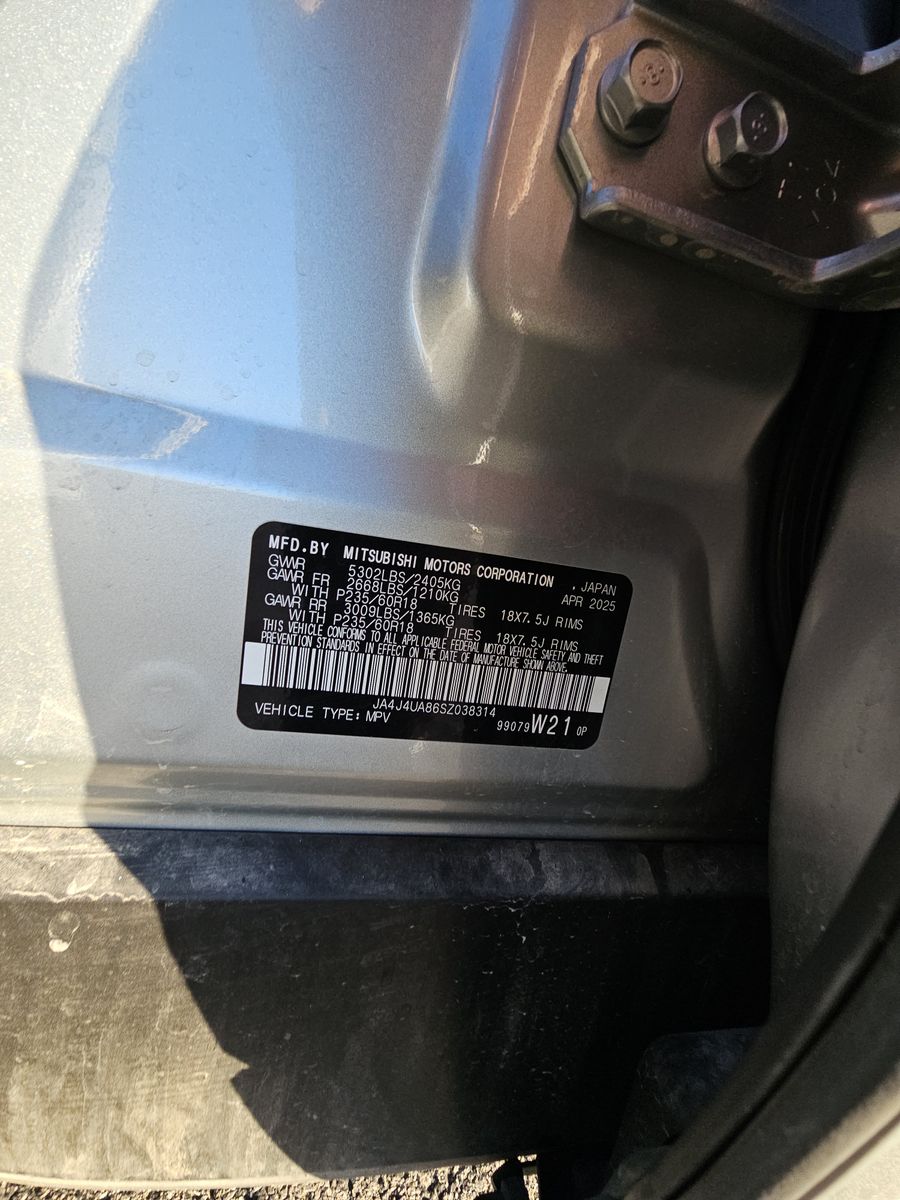 MFD.BY MITSUBISHI MOTORS CORPORATION , JAPAN
GVWR 5302LBS/2405KG APR 2025
GAWR FR 2668LBS/1210KG
WITH P235/60R18 TIRES 18X7.5J RIMS
GAWR RR 3009LBS/1365KG
WITH P235/60R18 TIRES 18X7.5J RIMS
THIS VEHICLE CONFORMS TO ALL APPLICABLE FEDERAL MOTOR VEHICLE SAFETY AND THEFT
PREVENTION STANDARDS IN EFFECT ON THE DATE OF MANUFACTURE SHOWN ABOVE.
JA4J4UA86SZ038314
VEHICLE TYPE: MPV 99079 W21 0P